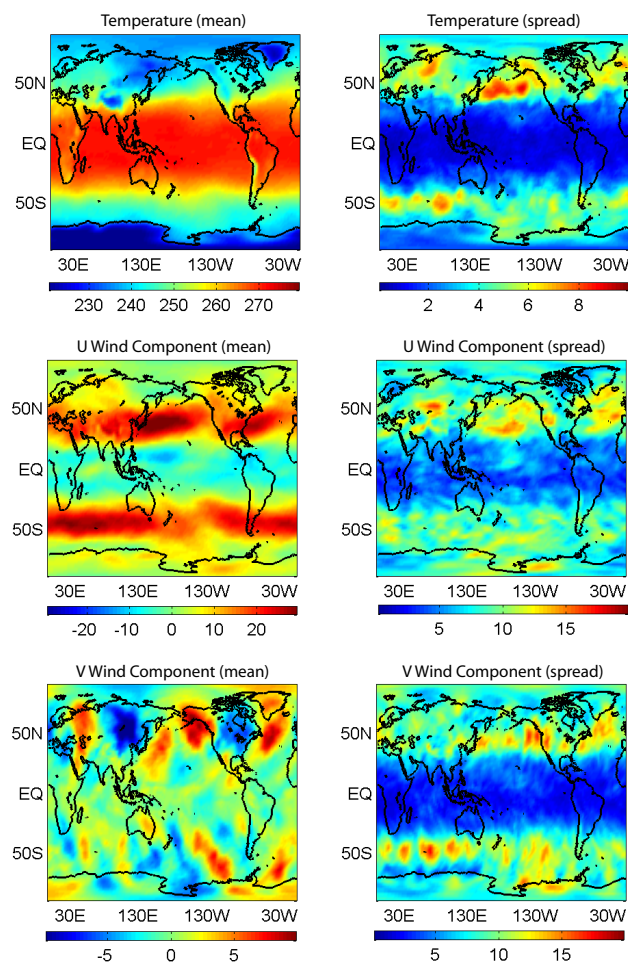 Temperature (mean)
Temperature (spread)
50N
EQ
50S
30E 130E 130W 30W
230 240 250 260 270
50N
EQ
50S
30E 130E 130W 30W
2 4 6 8
U Wind Component (mean)
U Wind Component (spread)
50N
EQ
50S
30E 130E 130W 30W
-20 -10 0 10 20
50N
EQ
50S
30E 130E 130W 30W
5 10 15
V Wind Component (mean)
V Wind Component (spread)
50N
EQ
50S
30E 130E 130W 30W
-5 0 5
50N
EQ
50S
30E 130E 130W 30W
5 10 15